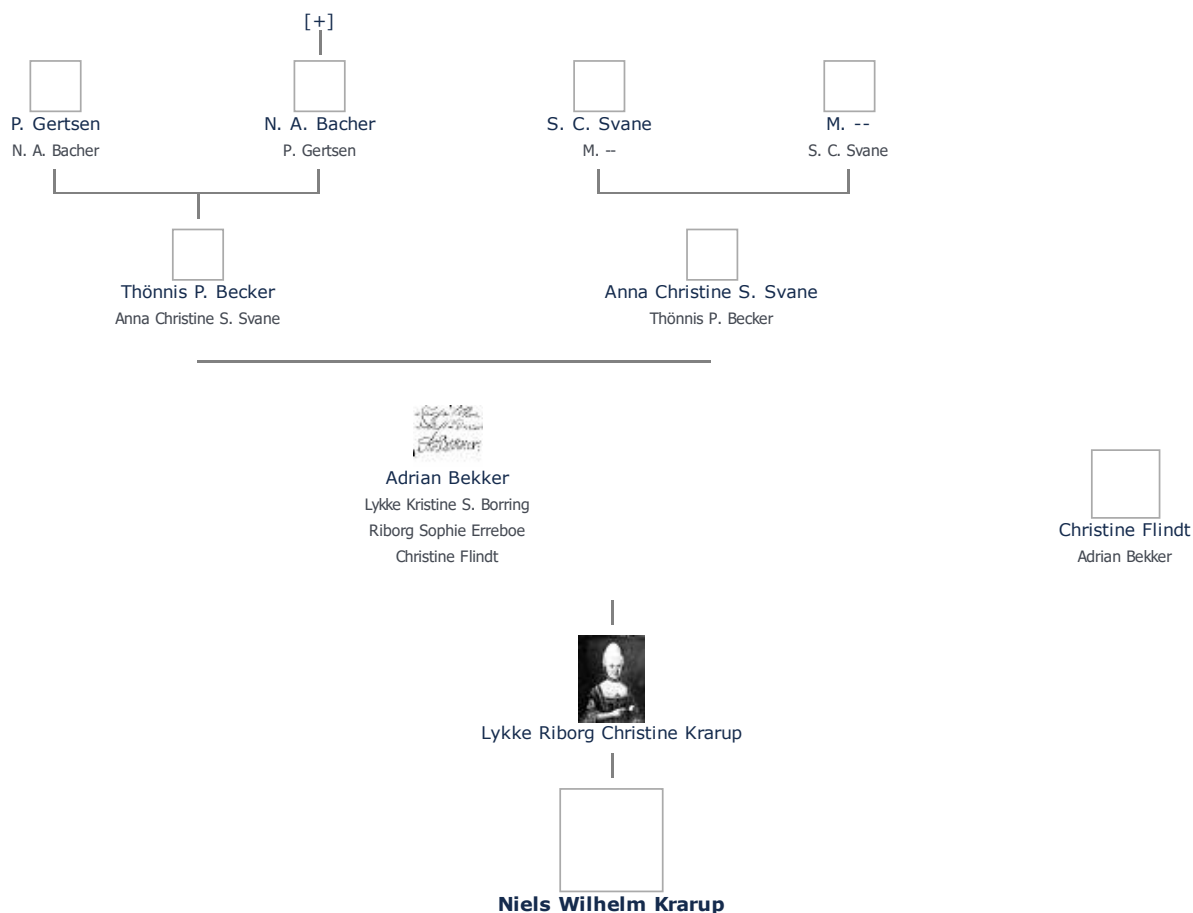 [+]
P. Gertsen
N. A. Bacher
N. A. Bacher
P. Gertsen
S. C. Svane
M. --
M. --
S. C. Svane
Thönnis P. Becker
Anna Christine S. Svane
Anna Christine S. Svane
Thönnis P. Becker
Adrian Bekker
Lykke Kristine S. Borring
Riborg Sophie Erreboe
Christine Flindt
Christine Flindt
Adrian Bekker
Lykke Riborg Christine Krarup
Niels Wilhelm Krarup